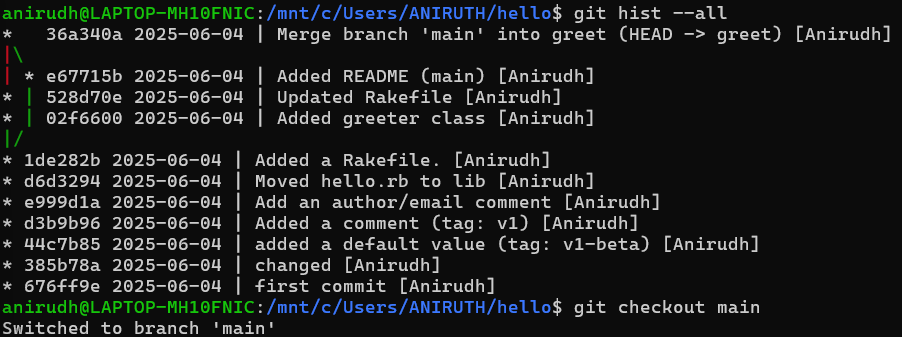 anirudh@LAPTOP-MH10FNIC:/mnt/c/Users/ANIRUTH/hello$ git hist --all
*   36a340a 2025-06-04 | Merge branch 'main' into greet (HEAD -> greet) [Anirudh]
|\
| * e67715b 2025-06-04 | Added README (main) [Anirudh]
* | 528d70e 2025-06-04 | Updated Rakefile [Anirudh]
* | 02f6600 2025-06-04 | Added greeter class [Anirudh]
|/
* 1de282b 2025-06-04 | Added a Rakefile. [Anirudh]
* d6d3294 2025-06-04 | Moved hello.rb to lib [Anirudh]
* e999d1a 2025-06-04 | Add an author/email comment [Anirudh]
* d3b9b96 2025-06-04 | Added a comment (tag: v1) [Anirudh]
* 44c7b85 2025-06-04 | added a default value (tag: v1-beta) [Anirudh]
* 385b78a 2025-06-04 | changed [Anirudh]
* 676ff9e 2025-06-04 | first commit [Anirudh]
anirudh@LAPTOP-MH10FNIC:/mnt/c/Users/ANIRUTH/hello$ git checkout main
Switched to branch 'main'